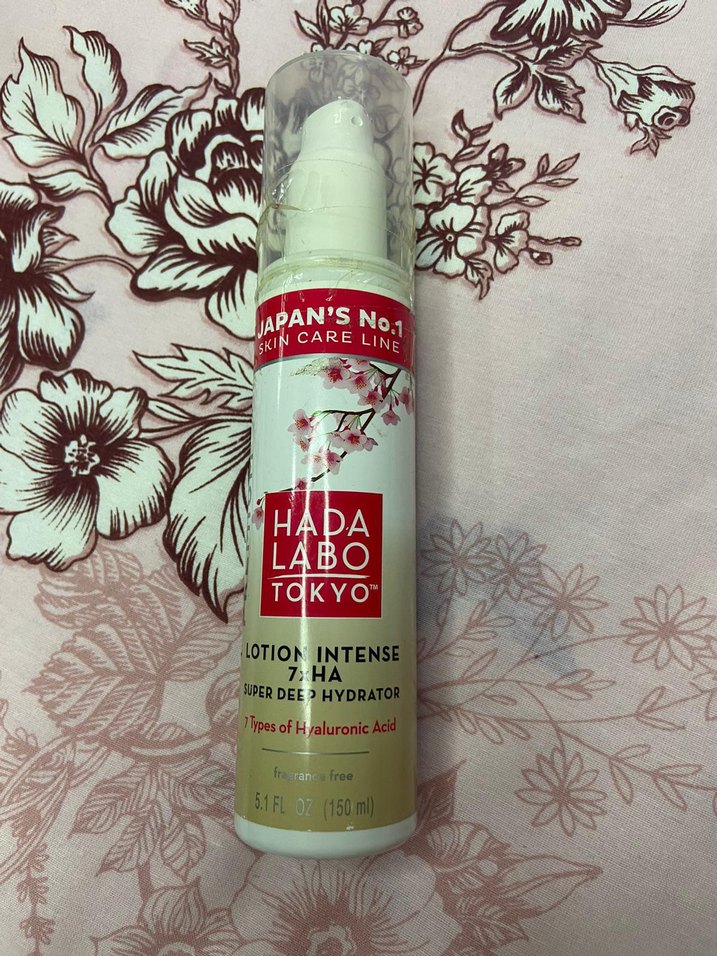 JAPAN'S No.1
SKIN CARE LINE
HADA
LABO
TOKYO™
LOTION INTENSE
7xHA
SUPER DEEP HYDRATOR
7 Types of Hyaluronic Acid
fragrance free
5.1 FL OZ (150 ml)